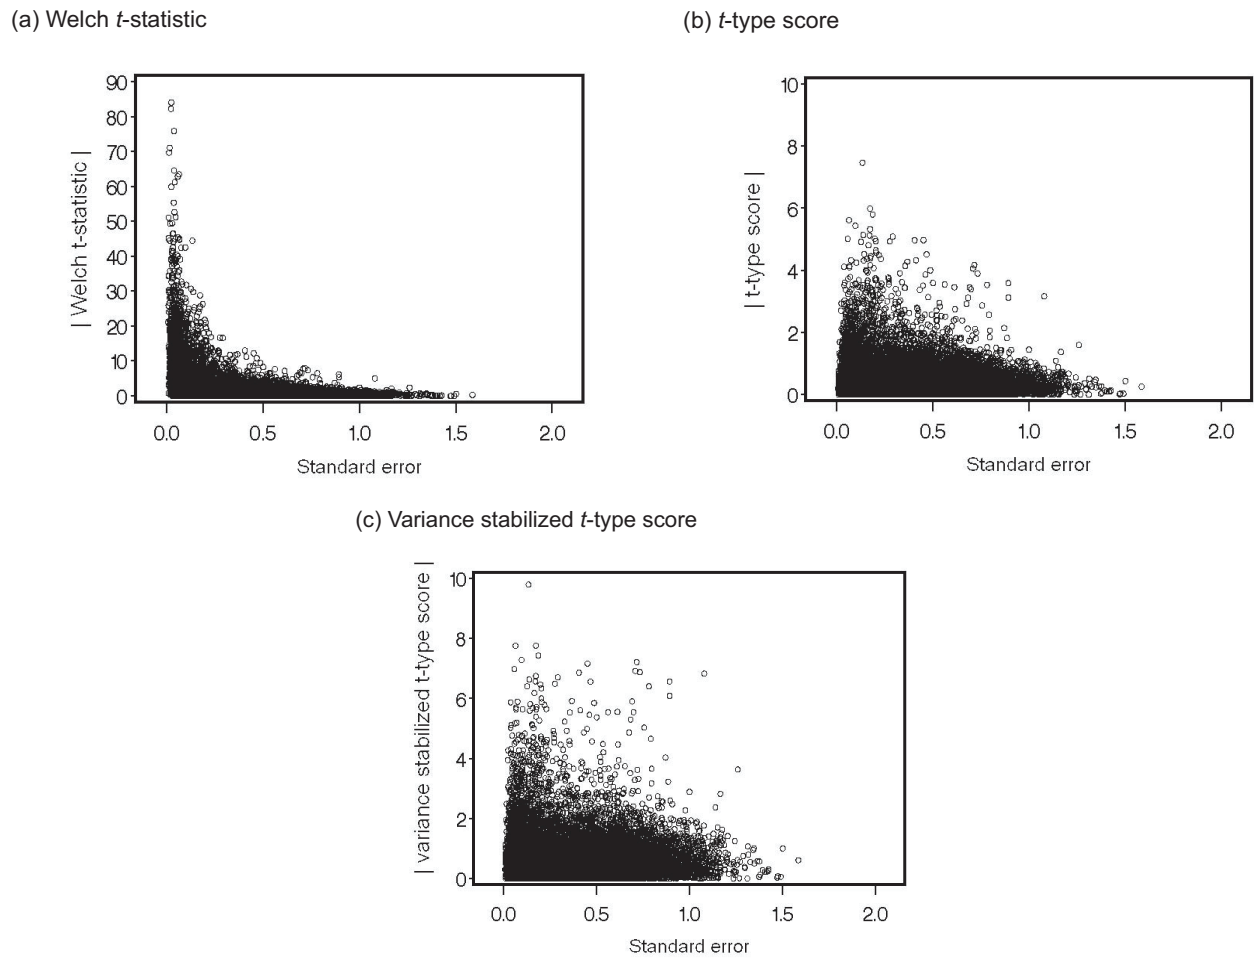 (a) Welch t-statistic
(b) t-type score
| Welch t-statistic |
90
80
70
60
50
40
30
20
10
0
0.0 0.5 1.0 1.5 2.0
Standard error
| t-type score |
10
8
6
4
2
0
0.0 0.5 1.0 1.5 2.0
Standard error
(c) Variance stabilized t-type score
| variance stabilized t-type score |
10
8
6
4
2
0
0.0 0.5 1.0 1.5 2.0
Standard error